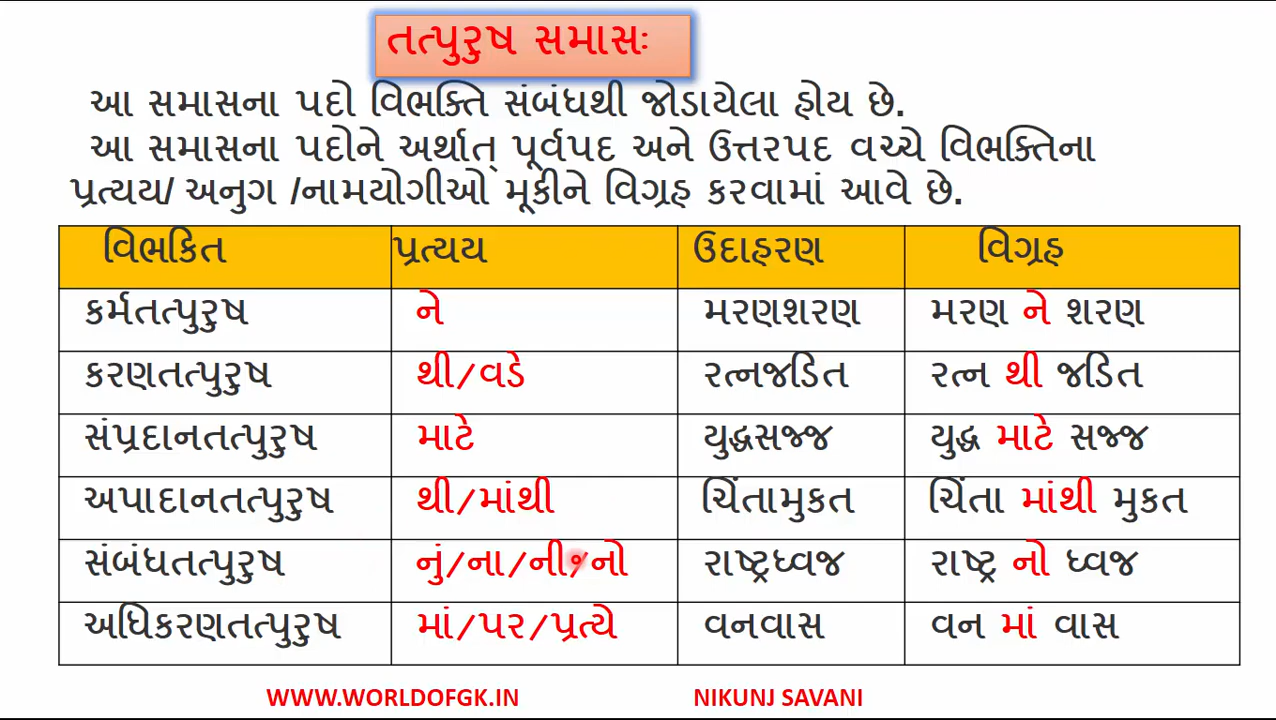 તત્પુરુષ સમાસઃ
આ સમાસના પદો વિભક્તિ સંબંધથી જોડાયેલા હોય છે.
આ સમાસના પદોને અર્થાત્ પૂર્વપદ અને ઉત્તરપદ વચ્ચે વિભક્તિના
પ્રત્યય/ અનુગ /નામયોગીઓ મૂકીને વિગ્રહ કરવામાં આવે છે.
વિભકિત પ્રત્યય ઉદાહરણ વિગ્રહ
કર્મતત્પુરુષ ને મરણશરણ મરણ ને શરણ
કરણતત્પુરુષ થી/વડે રત્નજડિત રત્ન થી જડિત
સંપ્રદાનતત્પુરુષ માટે યુદ્ધસજ્જ યુદ્ધ માટે સજ્જ
અપાદાનતત્પુરુષ થી/માંથી ચિંતામુકત ચિંતા માંથી મુકત
સંબંધતત્પુરુષ નું/ના/ની/નો રાષ્ટ્રધ્વજ રાષ્ટ્ર નો ધ્વજ
અધિકરણતત્પુરુષ માં/પર/પ્રત્યે વનવાસ વન માં વાસ
WWW.WORLDOFGK.IN NIKUNJ SAVANI